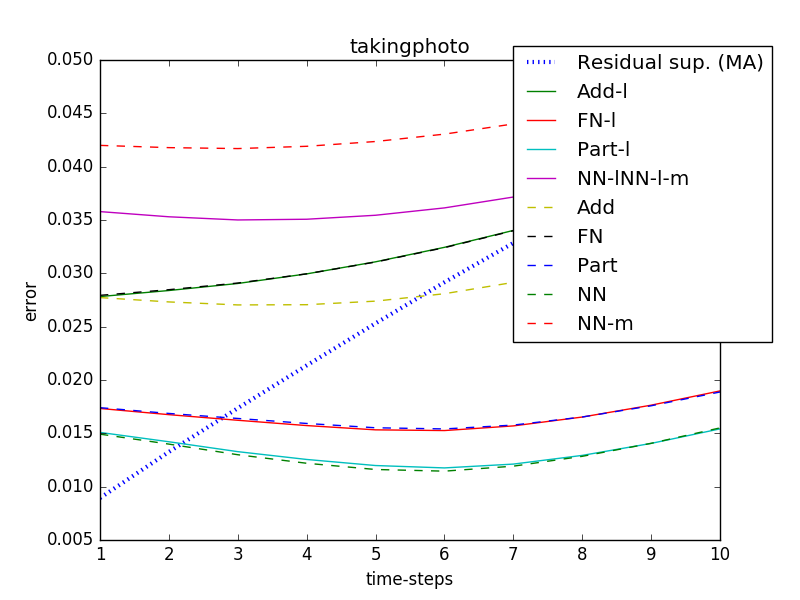 takingphoto
0.050
0.045
0.040
0.035
0.030
0.025
0.020
0.015
0.010
0.005
error
1 2 3 4 5 6 7 8 9 10
time-steps
Residual sup. (MA)
Add-l
FN-l
Part-l
NN-lNN-l-m
Add
FN
Part
NN
NN-m